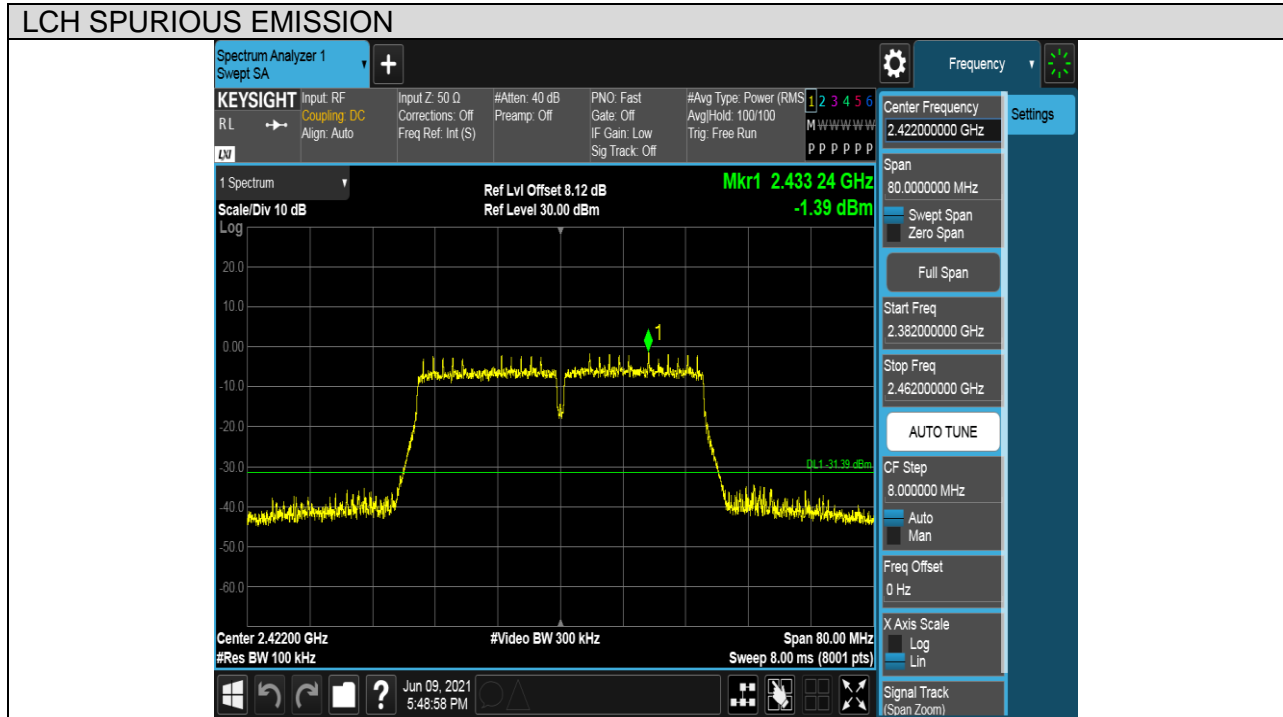 LCH SPURIOUS EMISSION
Spectrum Analyzer 1
Swept SA
+
Frequency
KEYSIGHT
RL
LXI
Input: RF
Coupling: DC
Align: Auto
Input Z: 50 Ω
Corrections: Off
Freq Ref: Int (S)
#Atten: 40 dB
Preamp: Off
PNO: Fast
Gate: Off
IF Gain: Low
Sig Track: Off
#Avg Type: Power (RMS
Avg|Hold: 100/100
Trig: Free Run
1 2 3 4 5 6
M W W W W W
P P P P P P
Center Frequency
2.422000000 GHz
Settings
Span
80.0000000 MHz
Swept Span
Zero Span
Full Span
Start Freq
2.382000000 GHz
Stop Freq
2.462000000 GHz
AUTO TUNE
CF Step
8.000000 MHz
Auto
Man
Freq Offset
0 Hz
X Axis Scale
Log
Lin
Signal Track
(Span Zoom)
1 Spectrum
Scale/Div 10 dB
Log
Ref Lvl Offset 8.12 dB
Ref Level 30.00 dBm
Mkr1 2.433 24 GHz
-1.39 dBm
20.0
10.0
0.00
1
-10.0
-20.0
-30.0
DL1 -31.39 dBm
-40.0
-50.0
-60.0
Center 2.42200 GHz
#Video BW 300 kHz
Span 80.00 MHz
#Res BW 100 kHz
Sweep 8.00 ms (8001 pts)
?
Jun 09, 2021
5:48:58 PM